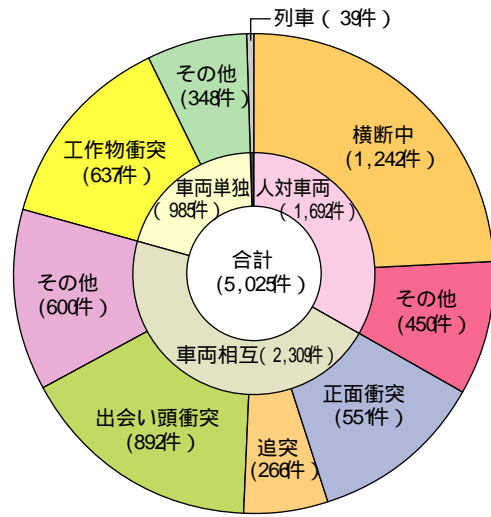 列車 ( 39件 )
横断中
(1,242件 )
その他
(450件 )
正面衝突
(551件 )
追突
(266件 )
出会い頭衝突
(892件 )
その他
(600件 )
工作物衝突
(637件 )
その他
(348件 )
人対車両
( 1,692件 )
車両相互( 2,309件 )
車両単独
( 985件 )
合計
(5,025件 )